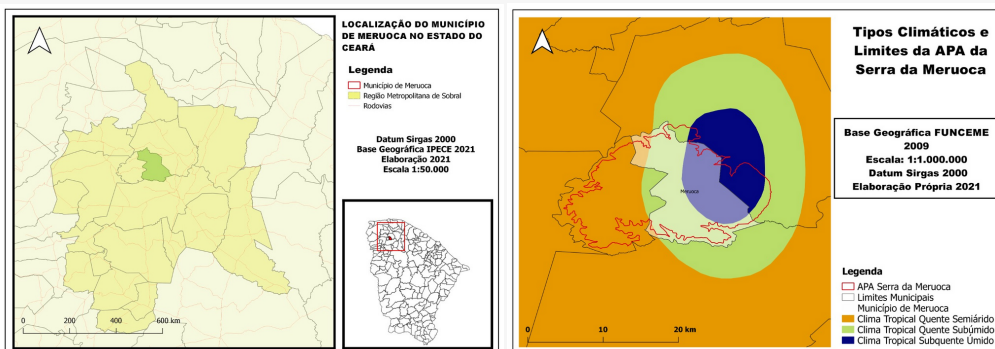 LOCALIZAÇÃO DO MUNICÍPIO
DE MERUOCA NO ESTADO DO
CEARÁ
Legenda
Município de Meruoca
Região Metropolitana de Sobral
Rodovias
Datum Sirgas 2000
Base Geográfica IPECE 2021
Elaboração 2021
Escala 1:50.000
0 200 400 600 km
Tipos Climáticos e
Limites da APA da
Serra da Meruoca
Base Geográfica FUNCEME
2009
Escala: 1:1.000.000
Datum Sirgas 2000
Elaboração Própria 2021
Meruoca
Legenda
APA Serra da Meruoca
Limites Municipais
Município de Meruoca
Clima Tropical Quente Semiárido
Clima Tropical Quente Subúmido
Clima Tropical Subquente Úmido
0 10 20 km